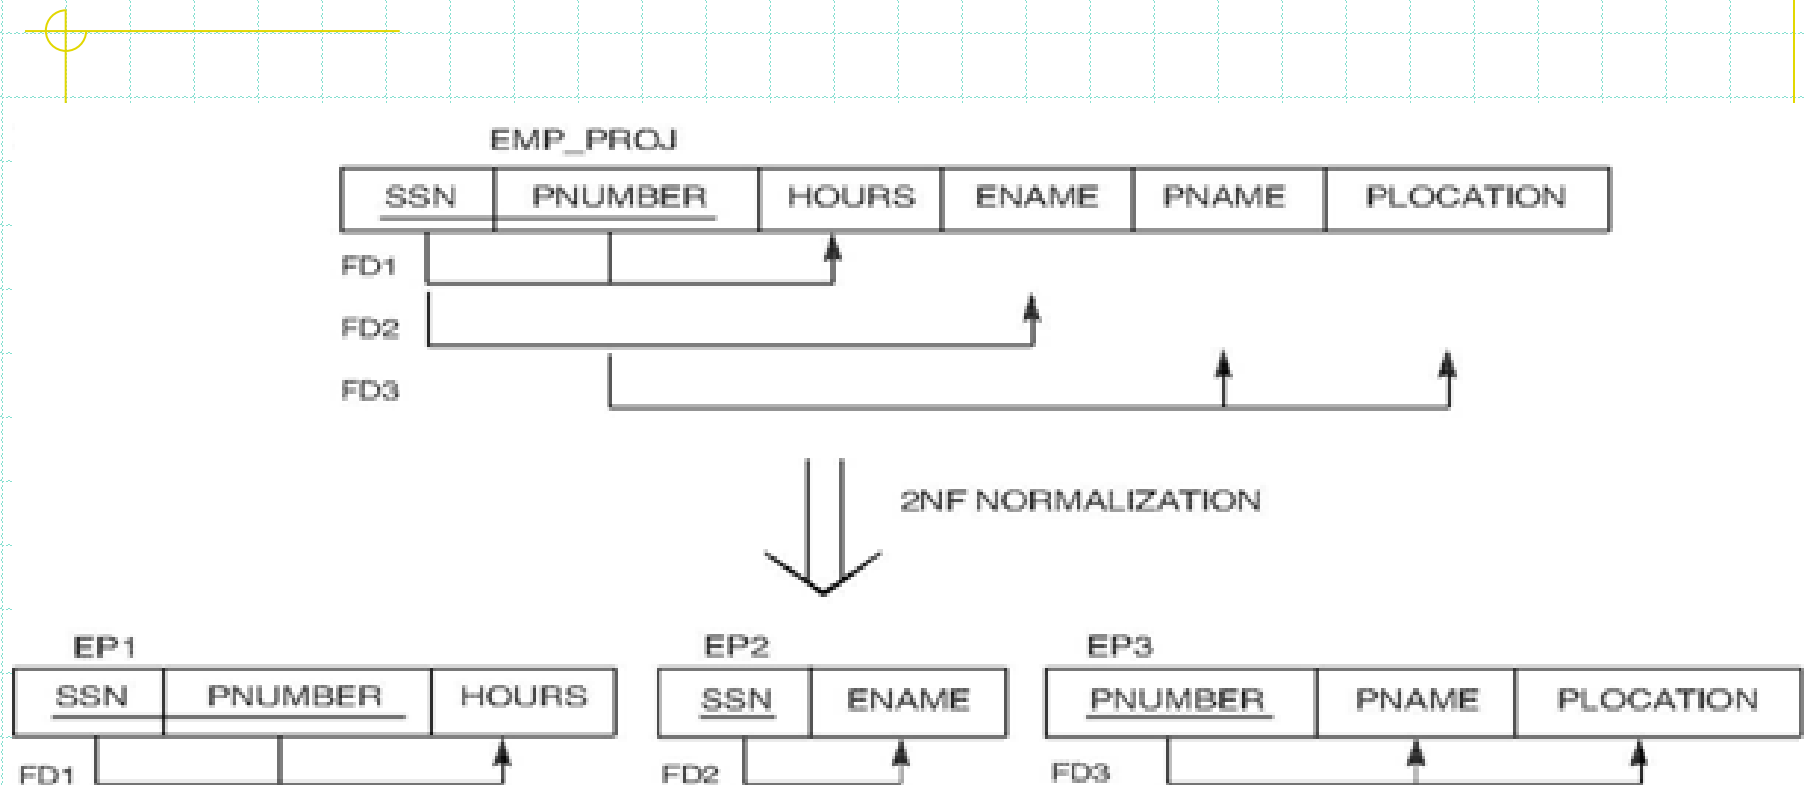 EMP_PROJ
SSN PNUMBER HOURS ENAME PNAME PLOCATION
FD1
FD2
FD3
2NF NORMALIZATION
EP1 EP2 EP3
SSN PNUMBER HOURS SSN ENAME PNUMBER PNAME PLOCATION
FD1 FD2 FD3